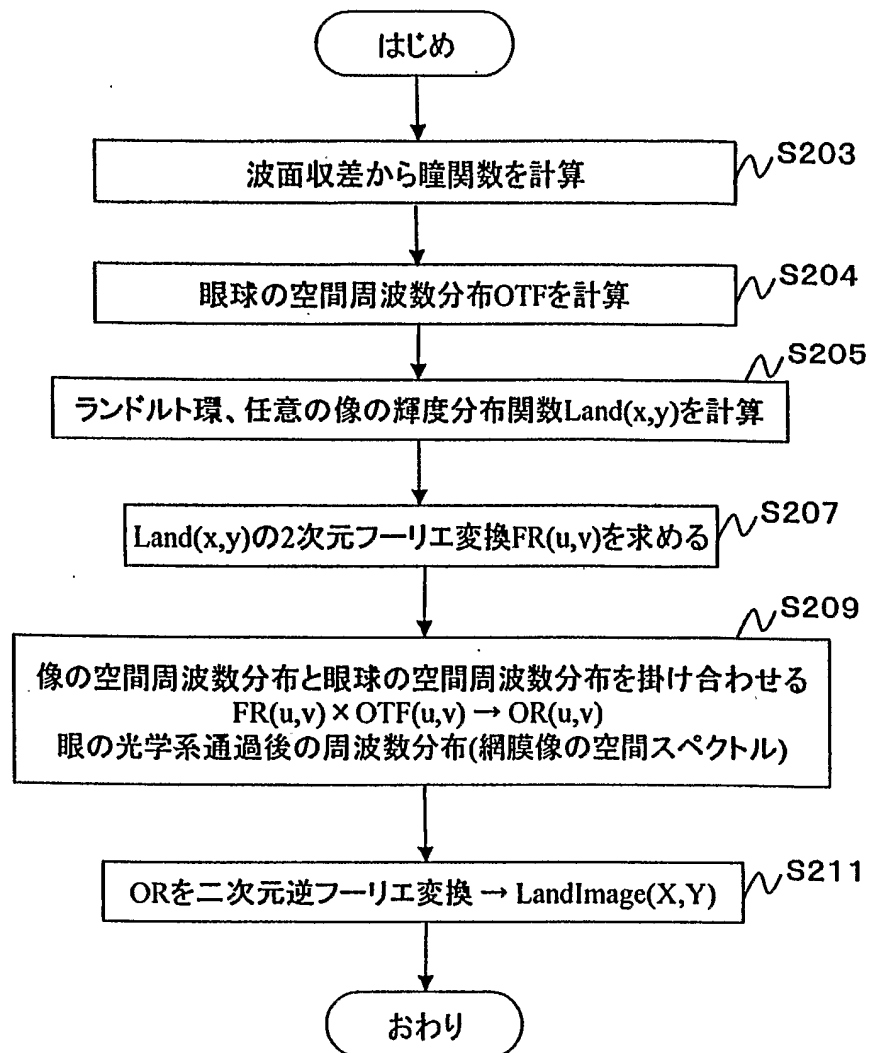 はじめ
波面収差から瞳関数を計算
S203
眼球の空間周波数分布OTFを計算
S204
S205
ランドルト環、任意の像の輝度分布関数Land(x,y)を計算
Land(x,y)の2次元フーリエ変換FR(u,v)を求める
S207
S209
像の空間周波数分布と眼球の空間周波数分布を掛け合わせる
FR(u,v)×OTF(u,v)→OR(u,v)
眼の光学系通過後の周波数分布(網膜像の空間スペクトル)
ORを二次元逆フーリエ変換→LandImage(X,Y)
S211
おわり